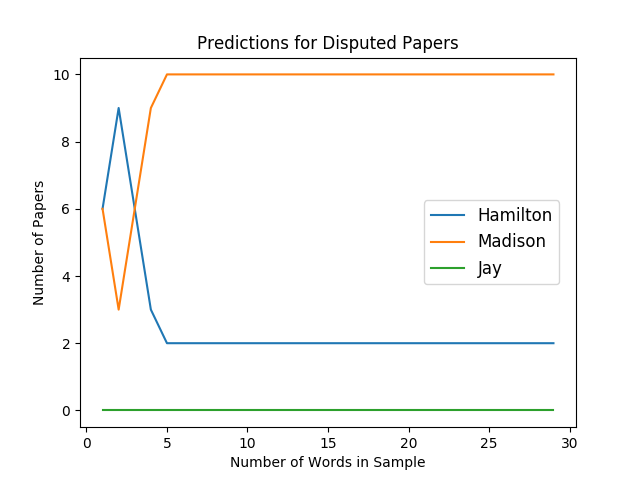 Predictions for Disputed Papers
Number of Papers
10
8
6
4
2
0
Hamilton
Madison
Jay
0 5 10 15 20 25 30
Number of Words in Sample